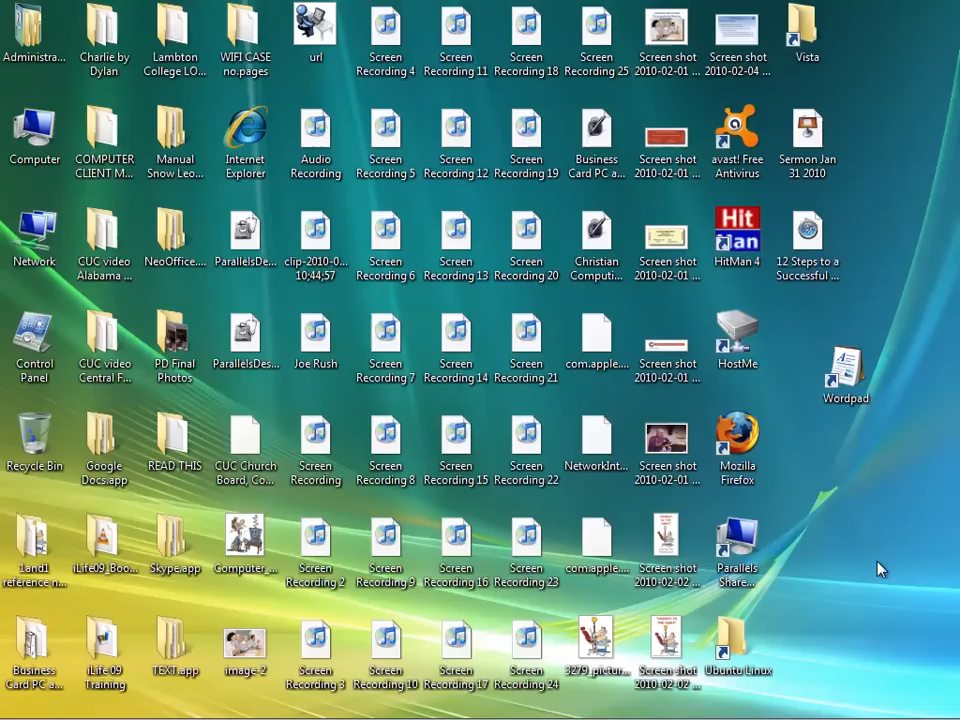 Administra...
Charlie by
Dylan
Lambton
College LO...
WIFI CASE
no.pages
url
Screen
Recording 4
Screen
Recording 11
Screen
Recording 18
Screen
Recording 25
Screen shot
2010-02-01 ...
Screen shot
2010-02-04 ...
Vista
Computer
COMPUTER
CLIENT M...
Manual
Snow Leo...
Internet
Explorer
Audio
Recording
Screen
Recording 5
Screen
Recording 12
Screen
Recording 19
Business
Card PC a...
Screen shot
2010-02-01 ...
avast! Free
Antivirus
Sermon Jan
31 2010
Network
CUC video
Alabama ...
NeoOffice....
ParallelsDe...
clip-2010-0...
10;44;57
Screen
Recording 6
Screen
Recording 13
Screen
Recording 20
Christian
Computi...
Screen shot
2010-02-01 ...
Hit
Man
HitMan 4
12 Steps to a
Successful ...
Control
Panel
CUC video
Central F...
PD Final
Photos
ParallelsDes...
Joe Rush
Screen
Recording 7
Screen
Recording 14
Screen
Recording 21
com.apple....
Screen shot
2010-02-01 ...
HostMe
Wordpad
Recycle Bin
Google
Docs.app
READ THIS
CUC Church
Board, Co...
Screen
Recording
Screen
Recording 8
Screen
Recording 15
Screen
Recording 22
NetworkInt...
Screen shot
2010-02-01 ...
Mozilla
Firefox
1and1
reference n...
iLife09_Boo...
Skype.app
Computer_...
Screen
Recording 2
Screen
Recording 9
Screen
Recording 16
Screen
Recording 23
com.apple....
Screen shot
2010-02-02 ...
Parallels
Share...
Business
Card PC a...
iLife 09
Training
TEXT.app
image-2
Screen
Recording 3
Screen
Recording 10
Screen
Recording 17
Screen
Recording 24
3279_pictur...
Screen shot
2010-02-02 ...
Ubuntu Linux